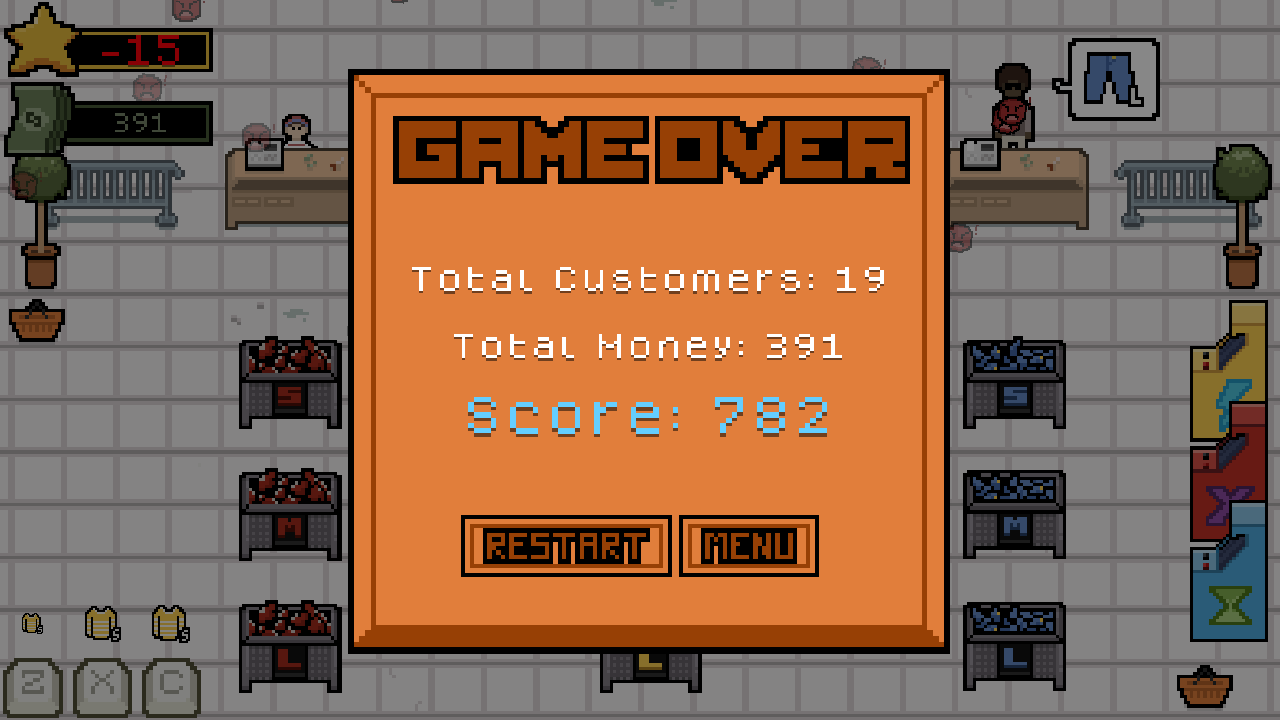 -15
391
GAME OVER
Total Customers: 19
Total Money: 391
Score: 782
S
S
M
M
RESTART MENU
S
S
S
L
L
L
Z
X
C